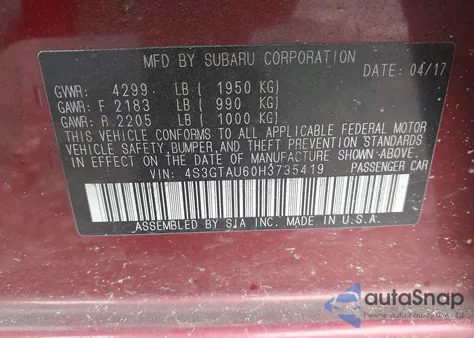 MFD BY SUBARU CORPORATION
DATE: 04/17
GVWR: 4299 LB ( 1950 KG)
GAWR: F 2183 LB ( 990 KG)
GAWR: R 2205 LB ( 1000 KG)
THIS VEHICLE CONFORMS TO ALL APPLICABLE FEDERAL MOTOR
VEHICLE SAFETY, BUMPER, AND THEFT PREVENTION STANDARDS
IN EFFECT ON THE DATE OF MANUFACTURE SHOWN ABOVE.
VIN: 4S3GTAU60H3735419 PASSENGER CAR
ASSEMBLED BY SIA INC. MADE IN U.S.A.
autoSnap
Pewne auto